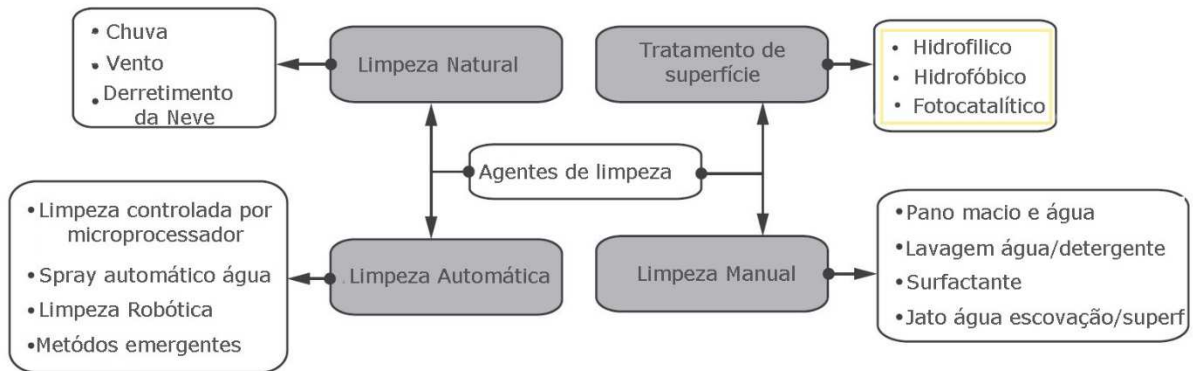 • Chuva
• Vento
• Derretimento
da Neve
Limpeza Natural
Tratamento de
superfície
• Hidrofilico
• Hidrofóbico
• Fotocatalítico
Agentes de limpeza
• Limpeza controlada por
microprocessador
• Spray automático água
• Limpeza Robótica
• Metódos emergentes
Limpeza Automática
Limpeza Manual
• Pano macio e água
• Lavagem água/detergente
• Surfactante
• Jato água escovação/superf